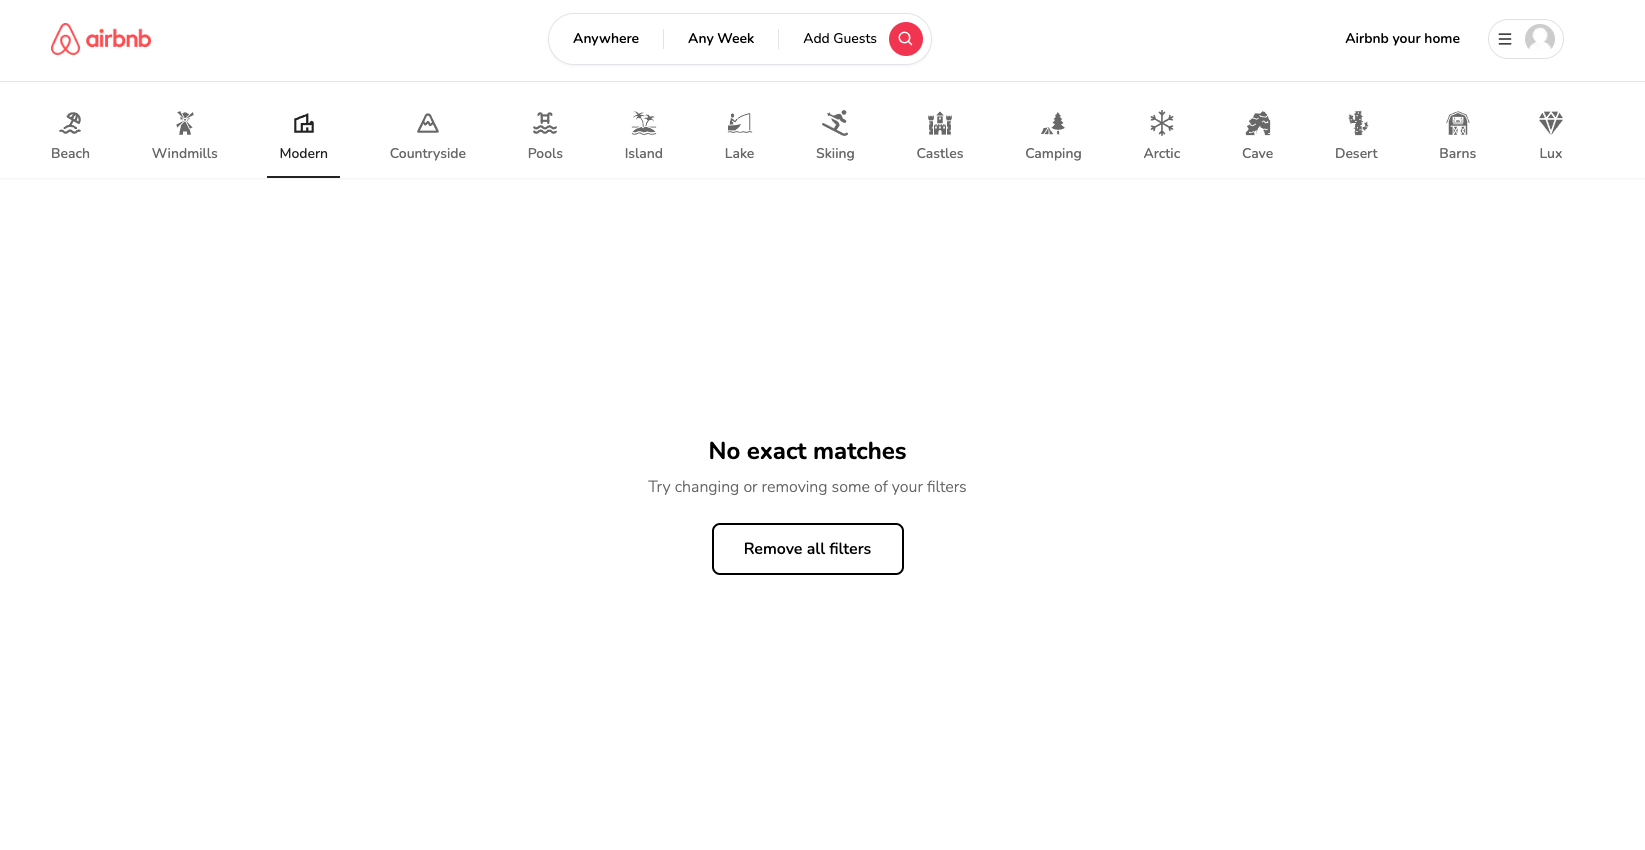 airbnb
Anywhere Any Week Add Guests
Airbnb your home
Beach Windmills Modern Countryside Pools Island Lake Skiing Castles Camping Arctic Cave Desert Barns Lux
No exact matches
Try changing or removing some of your filters
Remove all filters